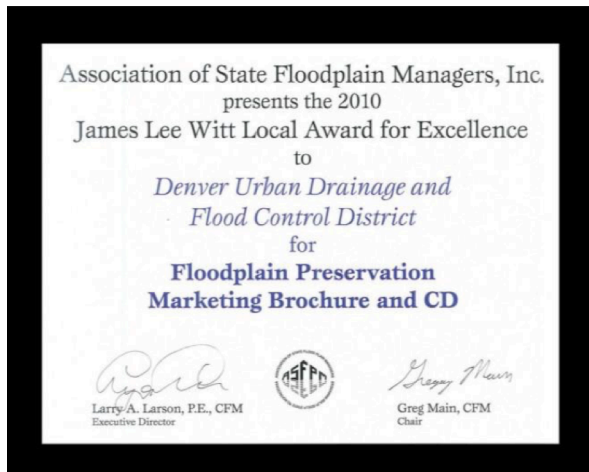 Association of State Floodplain Managers, Inc.
presents the 2010
James Lee Witt Local Award for Excellence
to
Denver Urban Drainage and
Flood Control District
for
Floodplain Preservation
Marketing Brochure and CD
ASFPM
Larry A. Larson, P.E., CFM
Executive Director
Greg Main, CFM
Chair